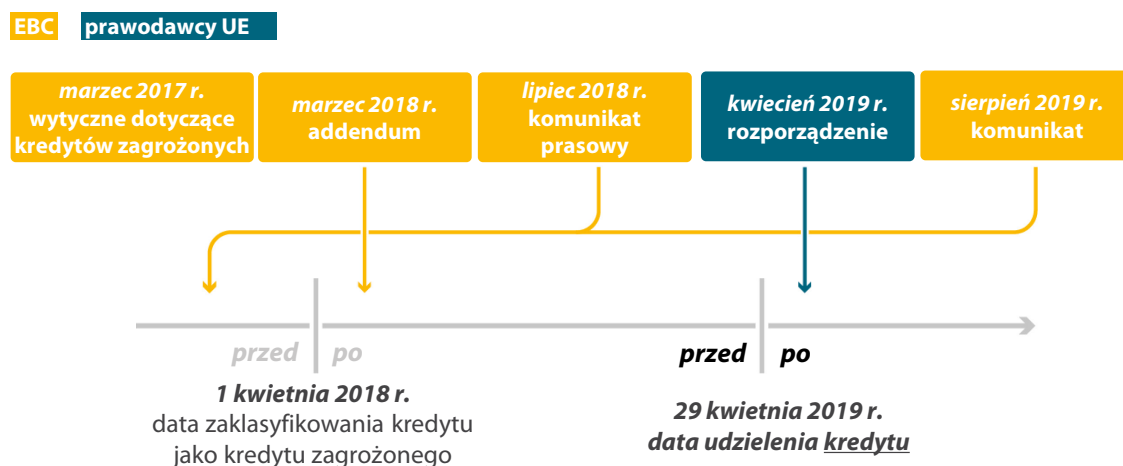 EBC prawodawcy UE
marzec 2017 r.
wytyczne dotyczące
kredytów zagrożonych
marzec 2018 r.
addendum
lipiec 2018 r.
komunikat
prasowy
kwiecień 2019 r.
rozporządzenie
sierpień 2019 r.
komunikat
przed po
1 kwietnia 2018 r.
data zaklasyfikowania kredytu
jako kredytu zagrożonego
przed po
29 kwietnia 2019 r.
data udzielenia kredytu